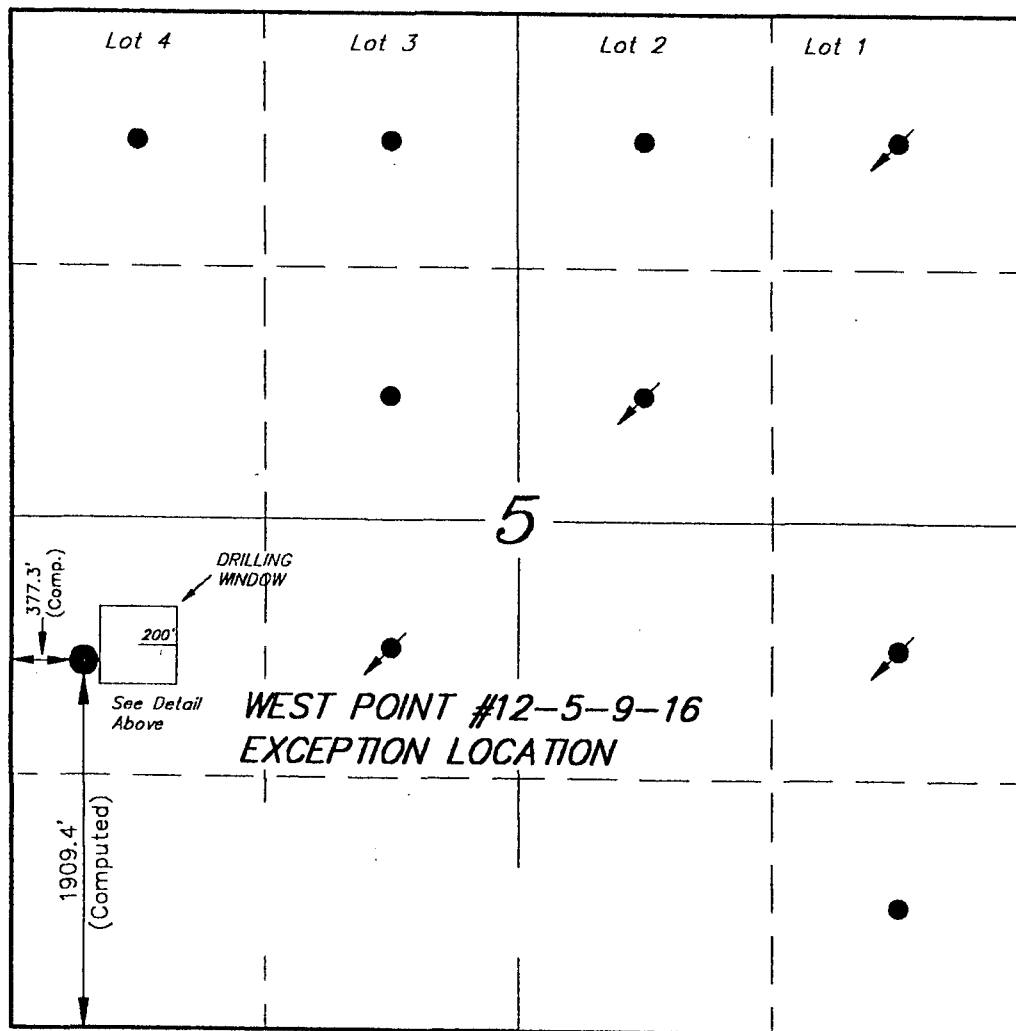 Lot 4
Lot 3
Lot 2
Lot 1
5
377.3'
(Comp.)
DRILLING
WINDOW
200'
See Detail
Above
WEST POINT #12-5-9-16
EXCEPTION LOCATION
1909.4'
(Computed)